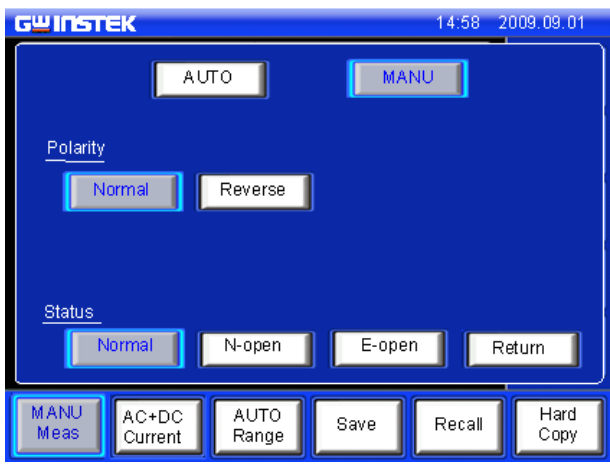 GWINSTEK 14:58 2009.09.01
AUTO MANU
Polarity
Normal Reverse
Status
Normal N-open E-open Return
MANU Meas AC+DC Current AUTO Range Save Recall Hard Copy